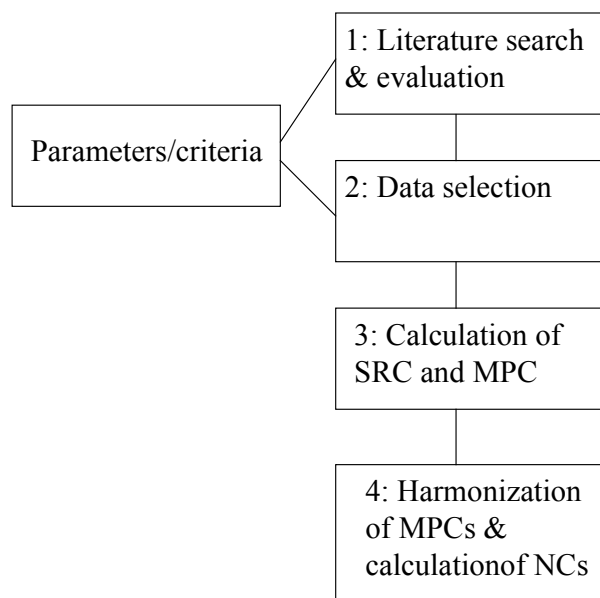 1: Literature search
& evaluation
Parameters/criteria
2: Data selection
3: Calculation of
SRC and MPC
4: Harmonization
of MPCs &
calculationof NCs